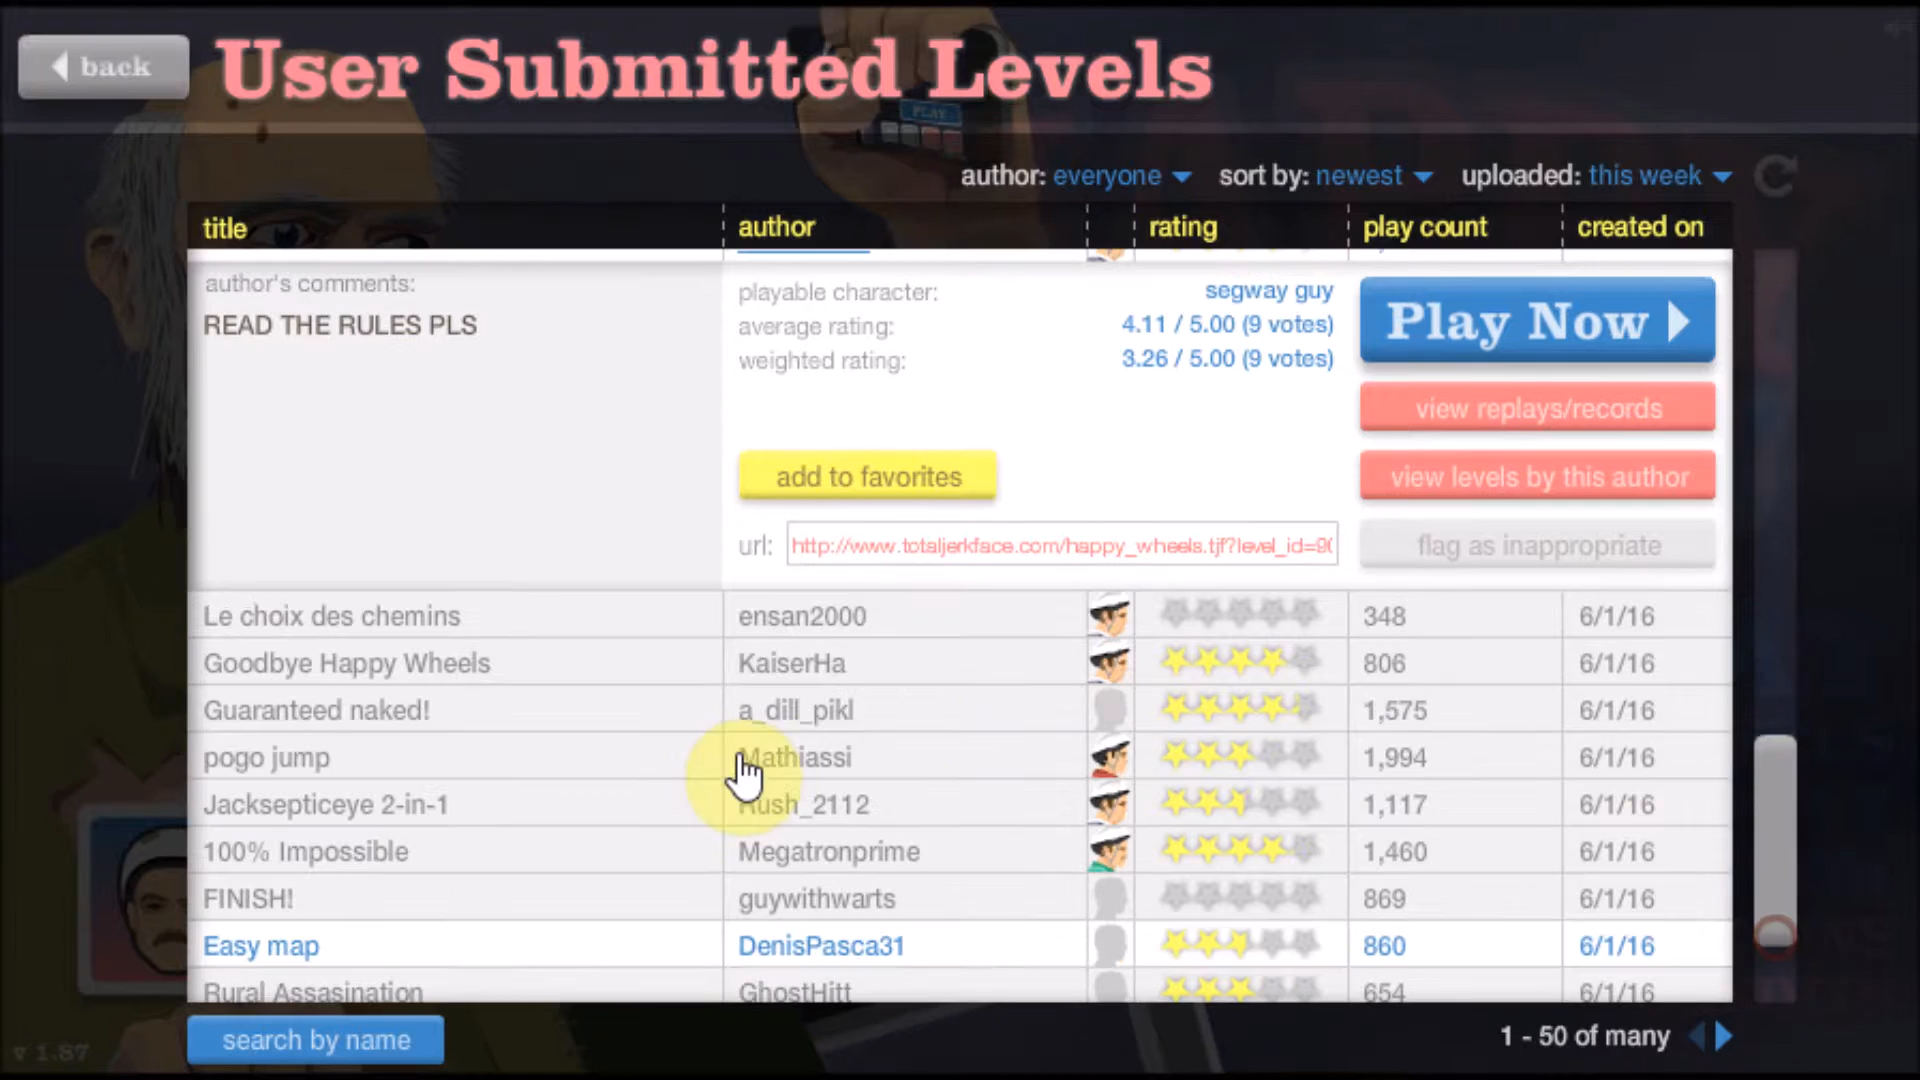 back
User Submitted Levels
PLAY
author: everyone sort by: newest uploaded: this week
title author rating play count created on
author's comments:
READ THE RULES PLS
playable character: segway guy
average rating: 4.11 / 5.00 (9 votes)
weighted rating: 3.26 / 5.00 (9 votes)
Play Now
view replays/records
add to favorites
view levels by this author
url: http://www.totaljerkface.com/happy_wheels.tjf?level_id=9
flag as inappropriate
Le choix des chemins ensan2000 348 6/1/16
Goodbye Happy Wheels KaiserHa 806 6/1/16
Guaranteed naked! a_dill_pikl 1,575 6/1/16
pogo jump Mathiassi 1,994 6/1/16
Jacksepticeye 2-in-1 Rush_2112 1,117 6/1/16
100% Impossible Megatronprime 1,460 6/1/16
FINISH! guywithwarts 869 6/1/16
Easy map DenisPasca31 860 6/1/16
Rural Assasination GhostHitt 654 6/1/16
search by name
1 - 50 of many
v 1.87